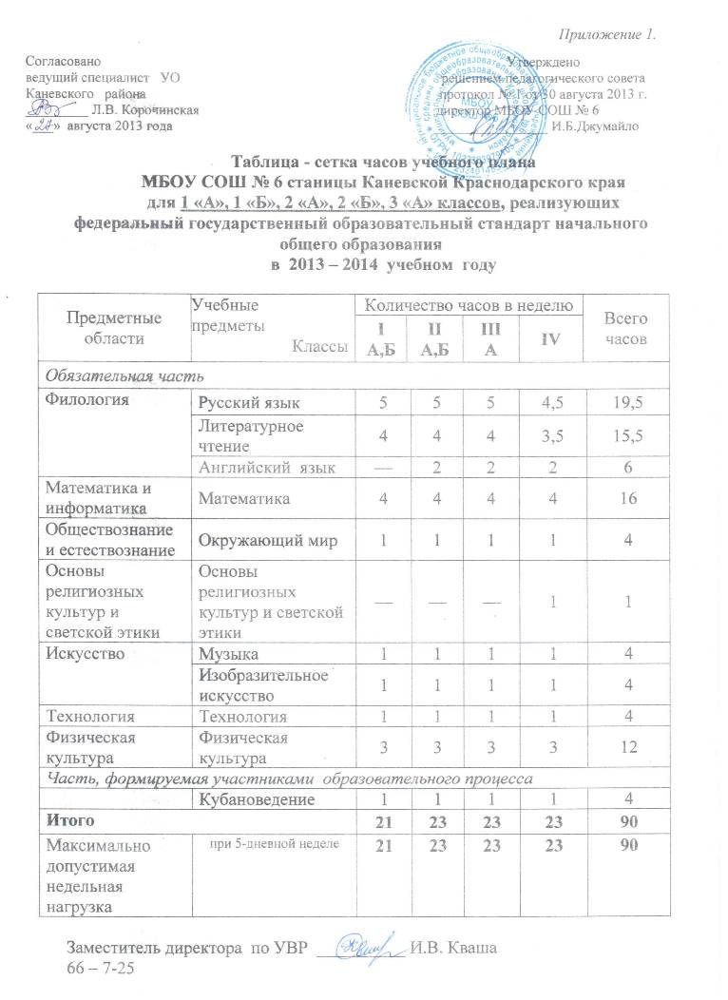 Приложение 1.
Согласовано
ведущий специалист УО
Каневского района
Л.В. Корочинская
«27» августа 2013 года
Утверждено
решением педагогического совета
протокол № 1 от 30 августа 2013 г.
директор МБОУ СОШ № 6
И.Б.Джумайло
МБОУ
СОШ № 6
Таблица - сетка часов учебного плана
МБОУ СОШ № 6 станицы Каневской Краснодарского края
для 1 «А», 1 «Б», 2 «А», 2 «Б», 3 «А» классов, реализующих
федеральный государственный образовательный стандарт начального
общего образования
в 2013 – 2014 учебном году
Предметные области Учебные предметы Классы Количество часов в неделю Всего часов
I А,Б II А,Б III А IV
Обязательная часть
Филология Русский язык 5 5 5 4,5 19,5
Литературное чтение 4 4 4 3,5 15,5
Английский язык — 2 2 2 6
Математика и информатика Математика 4 4 4 4 16
Обществознание и естествознание Окружающий мир 1 1 1 1 4
Основы религиозных культур и светской этики Основы религиозных культур и светской этики — — — 1 1
Искусство Музыка 1 1 1 1 4
Изобразительное искусство 1 1 1 1 4
Технология Технология 1 1 1 1 4
Физическая культура Физическая культура 3 3 3 3 12
Часть, формируемая участниками образовательного процесса
Кубановедение 1 1 1 1 4
Итого 21 23 23 23 90
Максимально допустимая недельная нагрузка при 5-дневной неделе 21 23 23 23 90
Заместитель директора по УВР И.В. Кваша
66 – 7-25